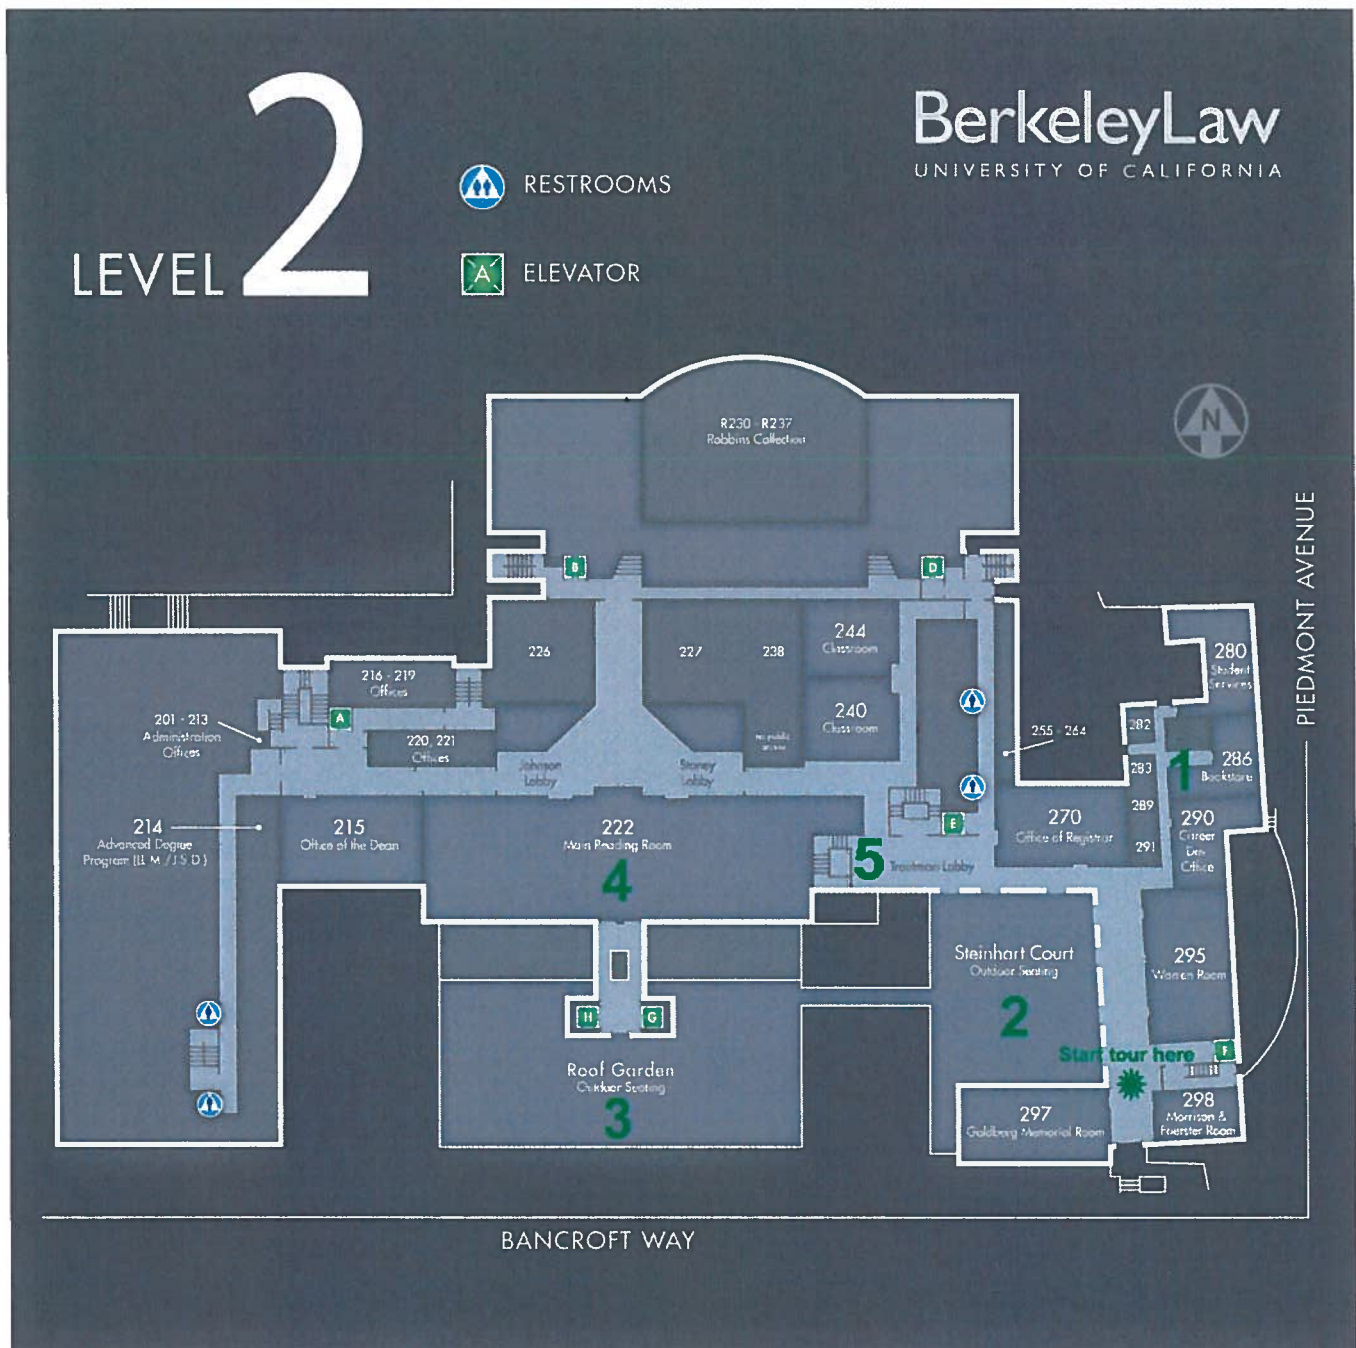 LEVEL 2
RESTROOMS
A ELEVATOR
BerkeleyLaw
UNIVERSITY OF CALIFORNIA
N
R230 - R237
Robbins Collection
B
D
PIEDMONT AVENUE
226
227
238
244
Classroom
240
Classroom
no public
access
216 - 219
Offices
A
201 - 213
Administration
Offices
220, 221
Offices
Johnson
Lobby
Stoney
Lobby
255 - 264
280
Student
Services
282
283
1
286
Bookstore
289
291
290
Career
Dev.
Office
214
Advanced Degree
Program (LL.M./J.S.D.)
215
Office of the Dean
222
Main Reading Room
4
E
5
Trautman Lobby
270
Office of Registrar
Steinhart Court
Outdoor Seating
2
295
Warren Room
H
G
Roof Garden
Outdoor Seating
3
Start tour here
F
297
Goldberg Memorial Room
298
Morrison &
Foerster Room
BANCROFT WAY